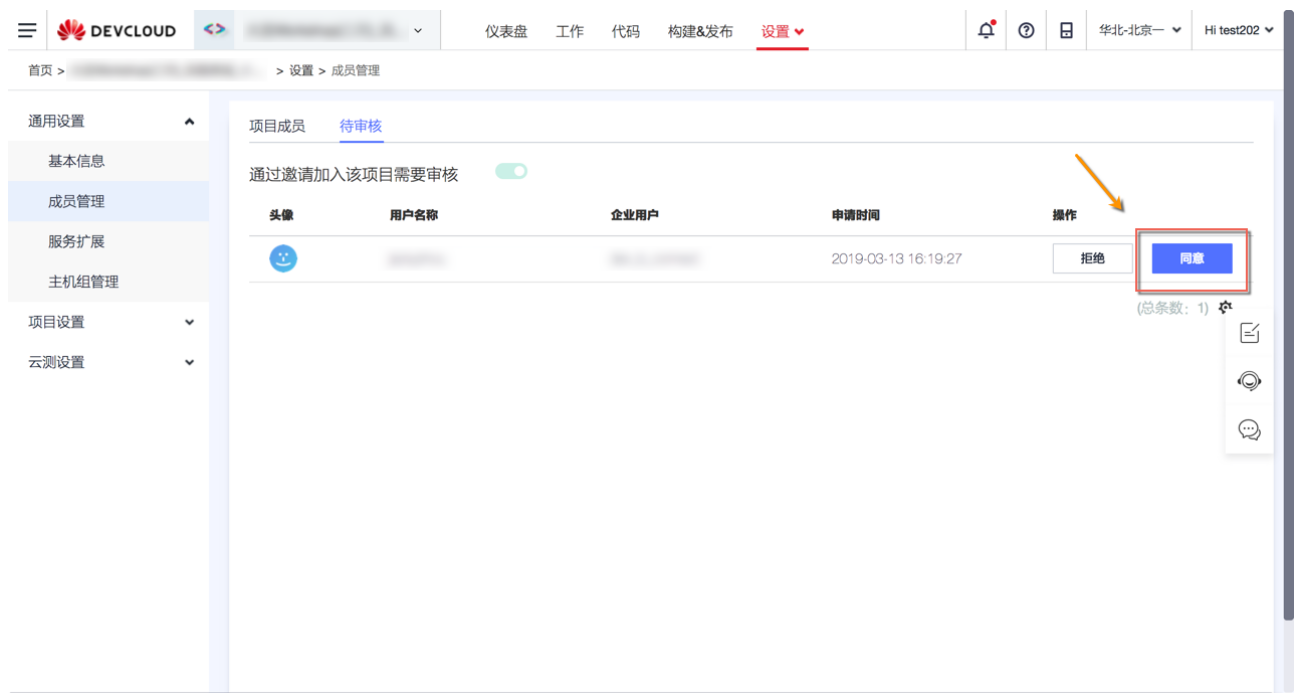 DEVCLOUD 仪表盘 工作 代码 构建&发布 设置 华北-北京一 Hi test202
首页 > > 设置 > 成员管理
通用设置
基本信息
成员管理
服务扩展
主机组管理
项目设置
云测设置
项目成员 待审核
通过邀请加入该项目需要审核
头像 用户名称 企业用户 申请时间 操作
2019-03-13 16:19:27 拒绝 同意
(总条数: 1)